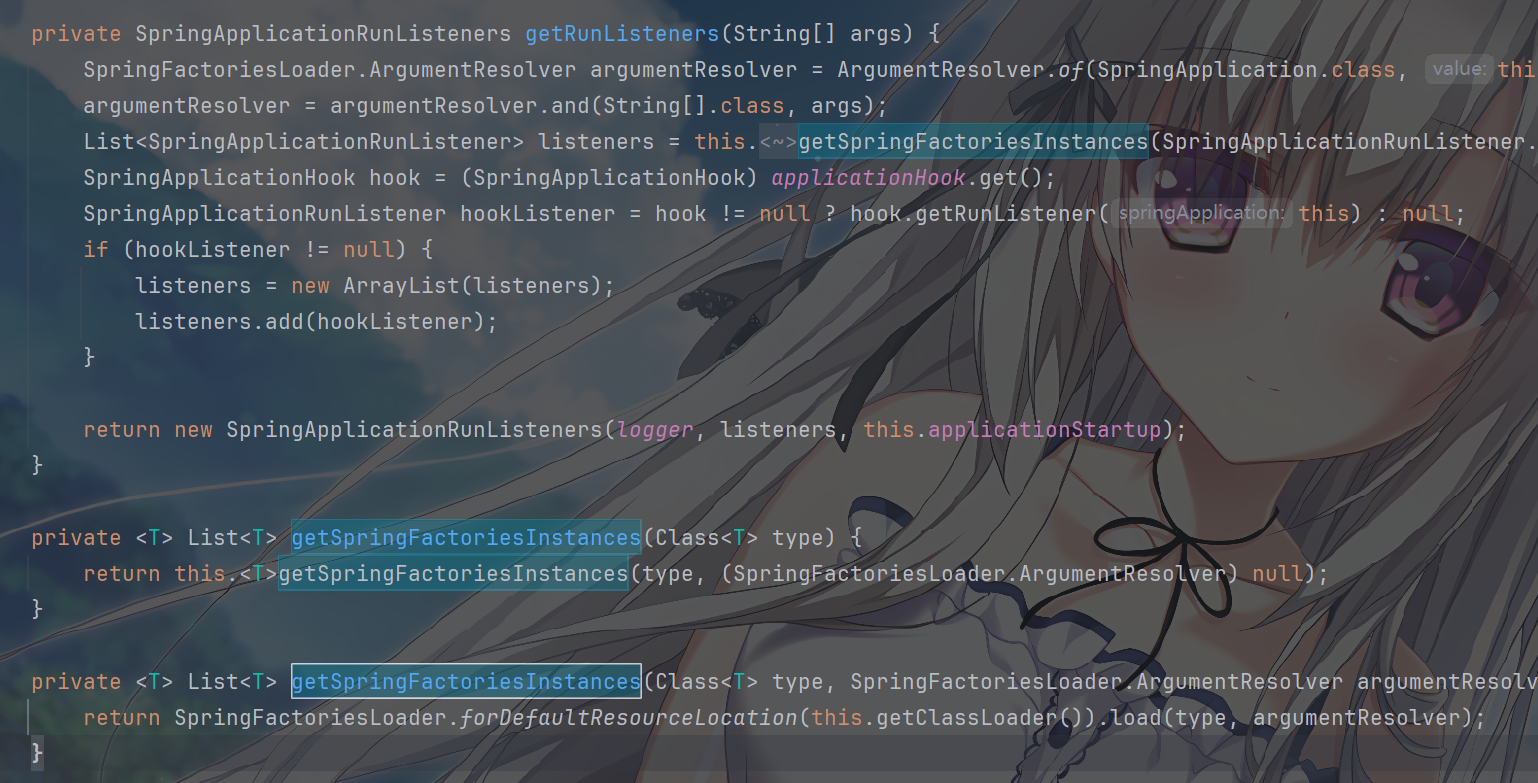 private SpringApplicationRunListeners getRunListeners(String[] args) {
SpringFactoriesLoader.ArgumentResolver argumentResolver = ArgumentResolver.of(SpringApplication.class, value: thi
argumentResolver = argumentResolver.and(String[].class, args);
List<SpringApplicationRunListener> listeners = this.<~>getSpringFactoriesInstances(SpringApplicationRunListener.
SpringApplicationHook hook = (SpringApplicationHook) applicationHook.get();
SpringApplicationRunListener hookListener = hook != null ? hook.getRunListener( springApplication: this) : null;
if (hookListener != null) {
listeners = new ArrayList(listeners);
listeners.add(hookListener);
}
return new SpringApplicationRunListeners(logger, listeners, this.applicationStartup);
}
private <T> List<T> getSpringFactoriesInstances(Class<T> type) {
return this.<T>getSpringFactoriesInstances(type, (SpringFactoriesLoader.ArgumentResolver) null);
}
private <T> List<T> getSpringFactoriesInstances(Class<T> type, SpringFactoriesLoader.ArgumentResolver argumentResolv
return SpringFactoriesLoader.forDefaultResourceLocation(this.getClassLoader()).load(type, argumentResolver);
}